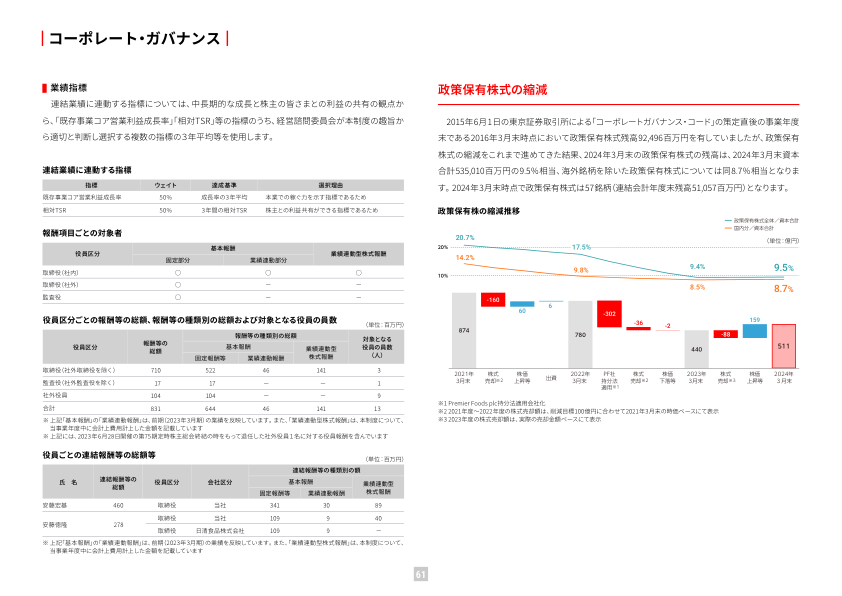 コーポレート・ガバナンス
業績指標
連結業績に連動する指標については、中長期的な成長と株主の皆さまとの利益の共有の観点か
ら、「既存事業コア営業利益成長率」「相対TSR」等の指標のうち、経営諮問委員会が本制度の趣旨か
ら適切と判断し選択する複数の指標の３年平均等を使用します。
連結業績に連動する指標
指標 ウェイト 達成基準 選択理由
既存事業コア営業利益成長率 50% 成長率の3年平均 本業での稼ぐ力を示す指標であるため
相対TSR 50% 3年間の相対TSR 株主との利益共有ができる指標であるため
報酬項目ごとの対象者
役員区分 基本報酬 業績連動型株式報酬
固定部分 業績連動部分
取締役（社内） ○ ○ ○
取締役（社外） ○ － －
監査役 ○ － －
役員区分ごとの報酬等の総額、報酬等の種類別の総額および対象となる役員の員数
（単位：百万円）
役員区分 報酬等の総額 報酬等の種類別の総額 対象となる役員の員数（人）
基本報酬 業績連動型株式報酬
固定報酬等 業績連動報酬
取締役（社外取締役を除く） 710 522 46 141 3
監査役（社外監査役を除く） 17 17 － － 1
社外役員 104 104 － － 9
合計 831 644 46 141 13
※ 上記「基本報酬」の「業績連動報酬」は、前期（2023年3月期）の業績を反映しています。また、「業績連動型株式報酬」は、本制度について、
当事業年度中に会計上費用計上した金額を記載しています
※ 上記には、2023年6月28日開催の第75期定時株主総会終結の時をもって退任した社外役員1名に対する役員報酬を含んでいます
役員ごとの連結報酬等の総額等
（単位：百万円）
氏　名 連結報酬等の総額 役員区分 会社区分 連結報酬等の種類別の額
基本報酬 業績連動型株式報酬
固定報酬等 業績連動報酬
安藤宏基 460 取締役 当社 341 30 89
安藤徳隆 278 取締役 当社 109 9 40
取締役 日清食品株式会社 109 9 －
※ 上記「基本報酬」の「業績連動報酬」は、前期（2023年3月期）の業績を反映しています。また、「業績連動型株式報酬」は、本制度について、
当事業年度中に会計上費用計上した金額を記載しています
政策保有株式の縮減
2015年6月1日の東京証券取引所による「コーポレートガバナンス・コード」の策定直後の事業年度
末である2016年3月末時点において政策保有株式残高92,496百万円を有していましたが、政策保有
株式の縮減をこれまで進めてきた結果、2024年3月末の政策保有株式の残高は、2024年3月末資本
合計535,010百万円の9.5％相当、海外銘柄を除いた政策保有株式については同8.7％相当となりま
す。2024年3月末時点で政策保有株式は57銘柄（連結会計年度末残高51,057百万円）となります。
政策保有株の縮減推移
政策保有株式全体／資本合計
国内分／資本合計
（単位：億円）
20%
10%
20.7% 17.5% 9.4% 9.5%
14.2% 9.8% 8.5% 8.7%
874 -160 60 6 760 -302 -36 -2 440 -88 159 511
2021年3月末 株式売却※2 株価上昇等 出資 2022年3月末 PF社持分法適用※1 株式売却※2 株価下落等 2023年3月末 株式売却※3 株価上昇等 2024年3月末
※1 Premier Foods plc持分法適用会社化
※2 2021年度～2022年度の株式売却額は、削減目標100億円に合わせて2021年3月末の時価ベースにて表示
※3 2023年度の株式売却額は、実際の売却金額ベースにて表示
61